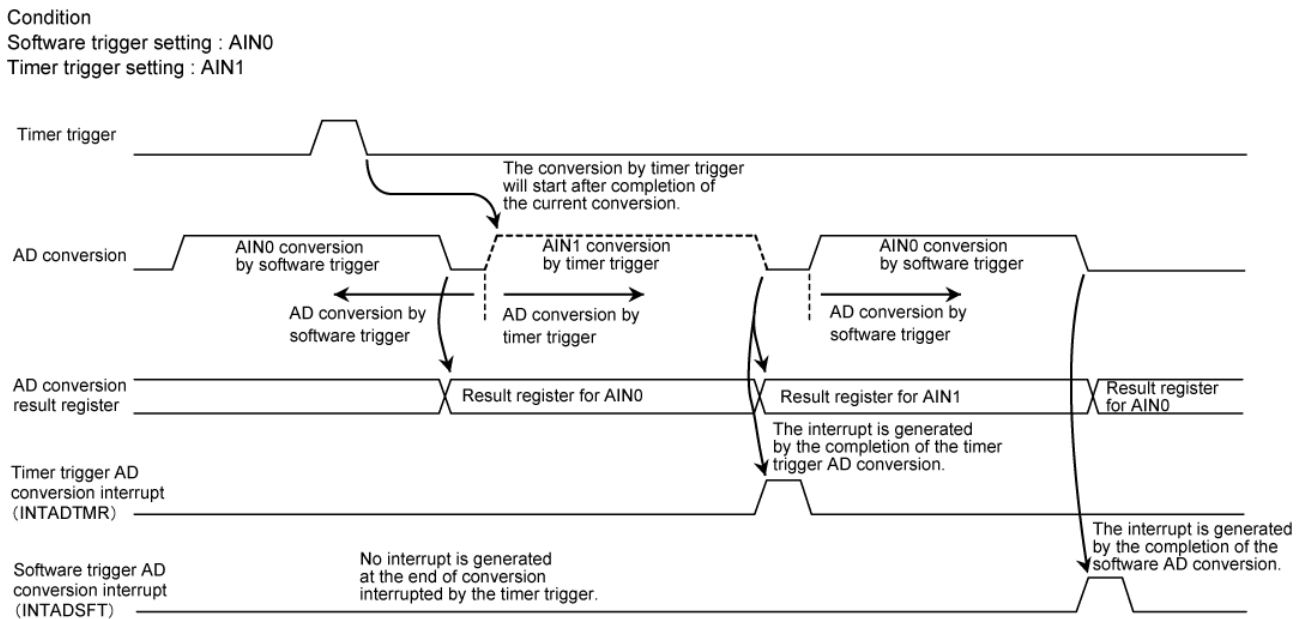 Condition
Software trigger setting : AIN0
Timer trigger setting : AIN1
Timer trigger
The conversion by timer trigger
will start after completion of
the current conversion.
AD conversion
AIN0 conversion
by software trigger
AIN1 conversion
by timer trigger
AIN0 conversion
by software trigger
AD conversion by
software trigger
AD conversion by
timer trigger
AD conversion by
software trigger
AD conversion
result register
Result register for AIN0
Result register for AIN1
Result register
for AIN0
The interrupt is generated
by the completion of the timer
trigger AD conversion.
Timer trigger AD
conversion interrupt
(INTADTMR)
The interrupt is generated
by the completion of the
software AD conversion.
Software trigger AD
conversion interrupt
(INTADSFT)
No interrupt is generated
at the end of conversion
interrupted by the timer trigger.